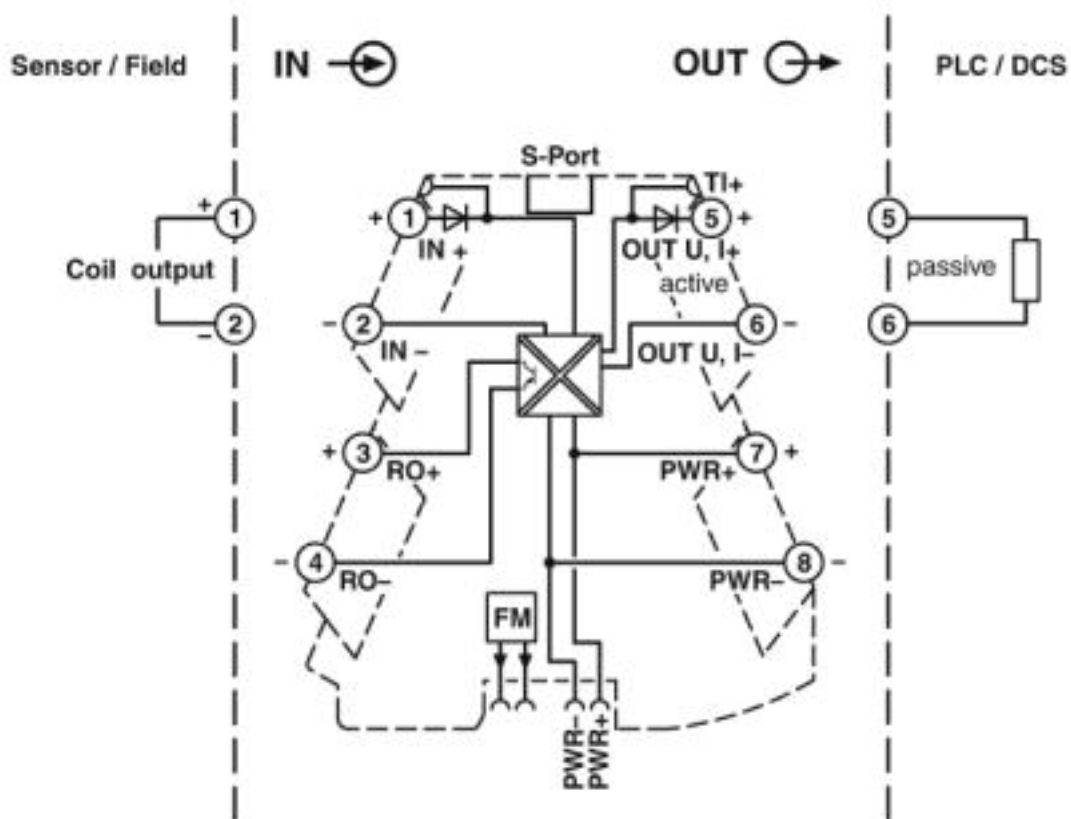 Sensor / Field
IN
OUT
PLC / DCS
S-Port
TI+
+ 1
+ 1
5 +
5
IN +
OUT U, I+
Coil output
active
passive
– 2
– 2
6 –
6
IN –
OUT U, I–
+ 3
7 +
RO+
PWR+
– 4
8 –
RO–
PWR–
FM
PWR–
PWR+